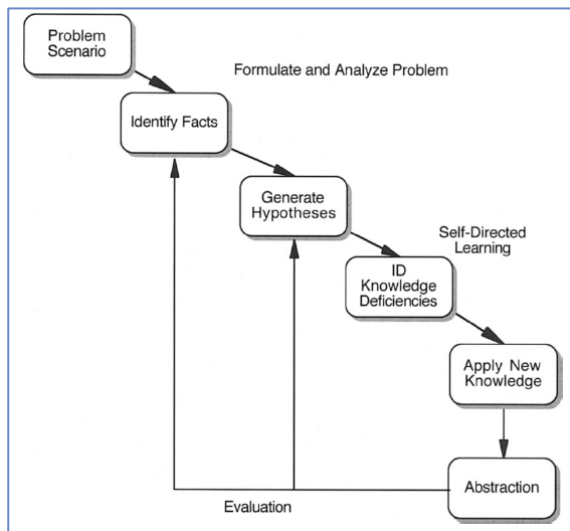 Problem
Scenario
Formulate and Analyze Problem
Identify Facts
Generate
Hypotheses
Self-Directed
Learning
ID
Knowledge
Deficiencies
Apply New
Knowledge
Abstraction
Evaluation